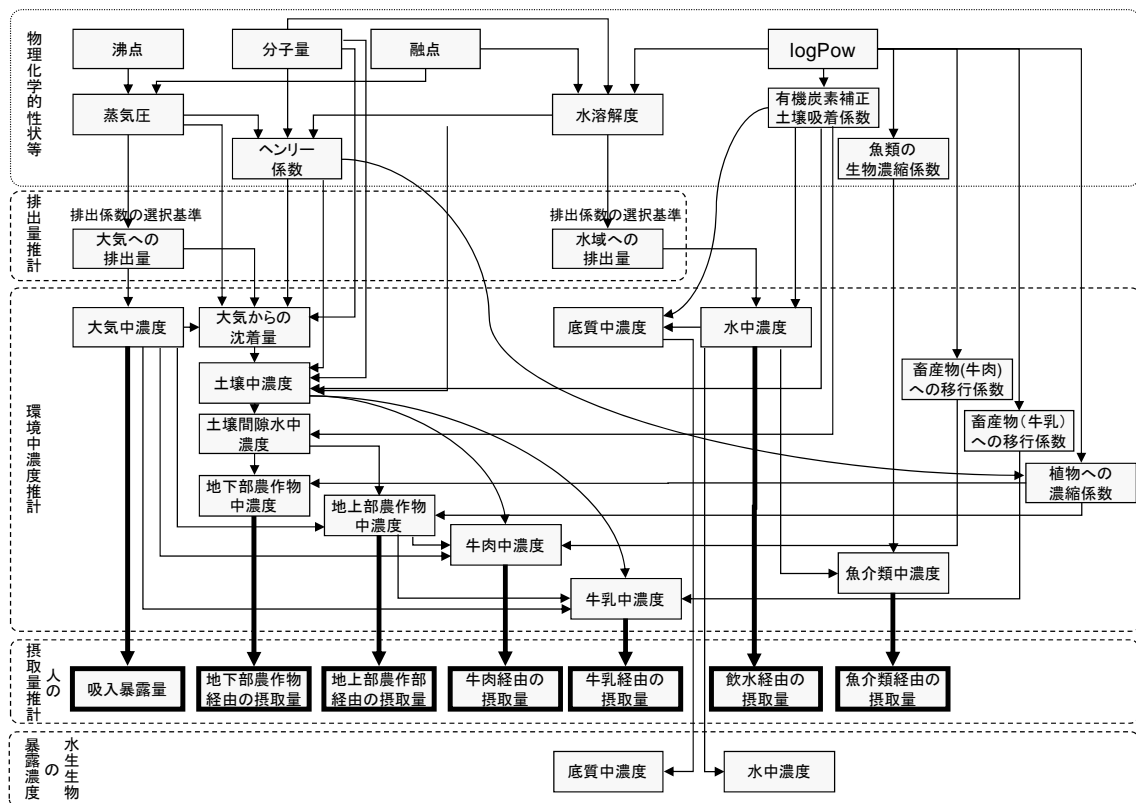 物理化学的性状等
沸点
分子量
融点
logPow
蒸気圧
水溶解度
有機炭素補正
土壌吸着係数
ヘンリー
係数
魚類の
生物濃縮係数
排出量推計
排出係数の選択基準
大気への
排出量
排出係数の選択基準
水域への
排出量
環境中濃度推計
大気中濃度
大気からの
沈着量
底質中濃度
水中濃度
土壌中濃度
畜産物(牛肉)
への移行係数
土壌間隙水中
濃度
畜産物(牛乳)
への移行係数
地下部農作物
中濃度
植物への
濃縮係数
地上部農作物
中濃度
牛肉中濃度
魚介類中濃度
牛乳中濃度
人の
摂取量推計
吸入暴露量
地下部農作物
経由の摂取量
地上部農作部
経由の摂取量
牛肉経由の
摂取量
牛乳経由の
摂取量
飲水経由の
摂取量
魚介類経由の
摂取量
水生生物
の
暴露濃度
底質中濃度
水中濃度